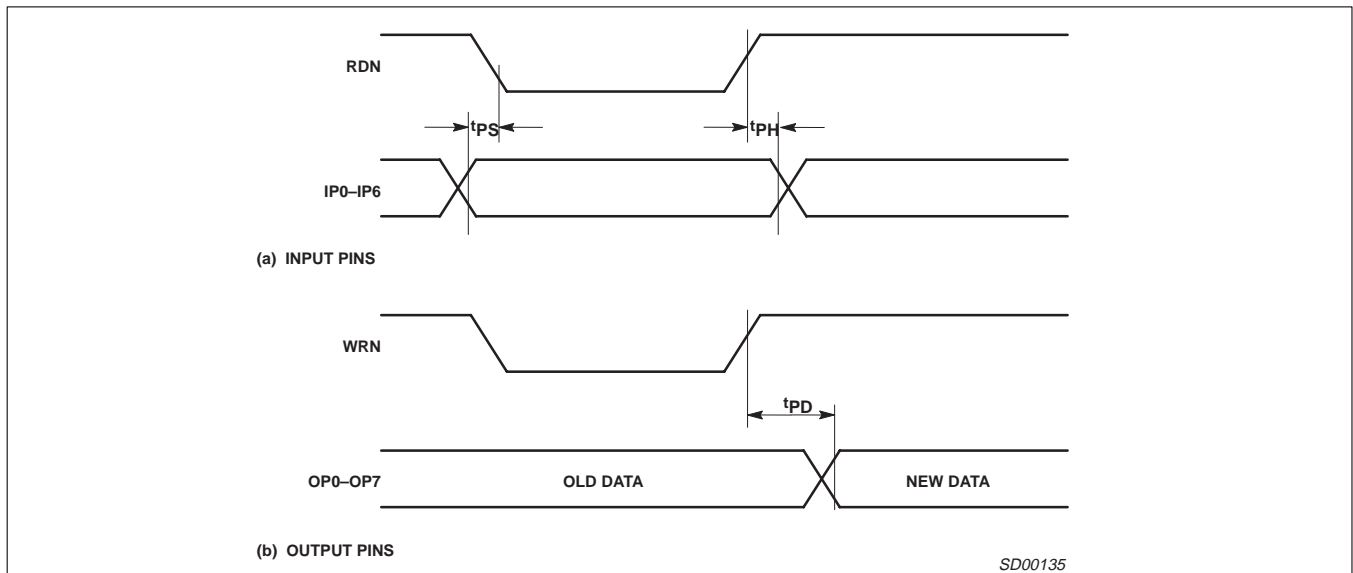 RDN
tPS
tPH
IP0–IP6
(a) INPUT PINS
WRN
tPD
OP0–OP7
OLD DATA
NEW DATA
(b) OUTPUT PINS
SD00135